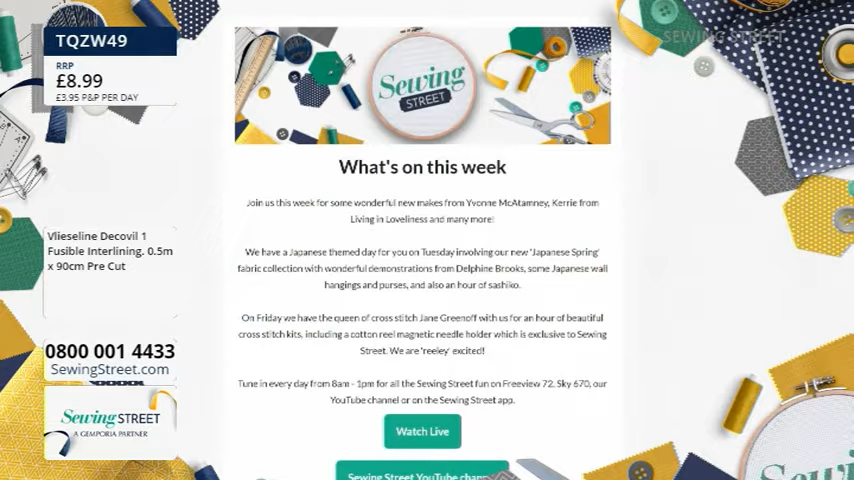 TQZW49
RRP
£8.99
£3.95 P&P PER DAY
Vlieseline Decovil 1
Fusible Interlining. 0.5m
x 90cm Pre Cut
0800 001 4433
SewingStreet.com
Sewing STREET
A GEMPORIA PARTNER
SEWING STREET
Sewing
STREET
What's on this week
Join us this week for some wonderful new makes from Yvonne McAtamney, Kerrie from
Living in Loveliness and many more!
We have a Japanese themed day for you on Tuesday involving our new 'Japanese Spring'
fabric collection with wonderful demonstrations from Delphine Brooks, some Japanese wall
hangings and purses, and also an hour of sashiko.
On Friday we have the queen of cross stitch Jane Greenoff with us for an hour of beautiful
cross stitch kits, including a cotton reel magnetic needle holder which is exclusive to Sewing
Street. We are 'reeley' excited!
Tune in every day from 8am - 1pm for all the Sewing Street fun on Freeview 72, Sky 670, our
YouTube channel or on the Sewing Street app.
Watch Live
Sewing Street YouTube channel
Sewing